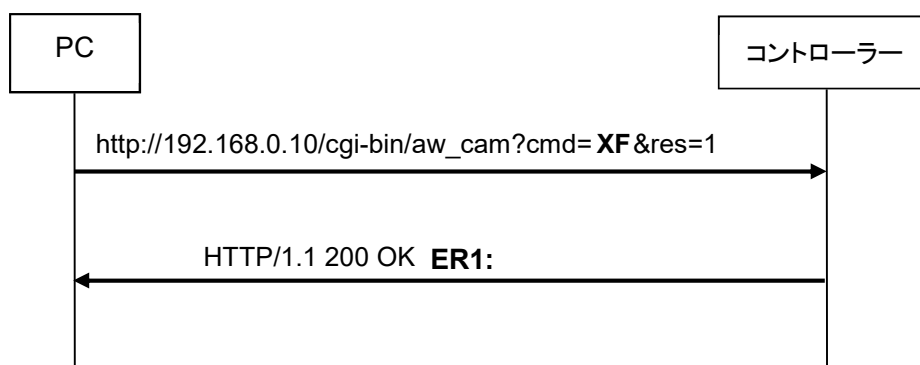 PC
コントローラー
http://192.168.0.10/cgi-bin/aw_cam?cmd= XF &res=1
HTTP/1.1 200 OK ER1: